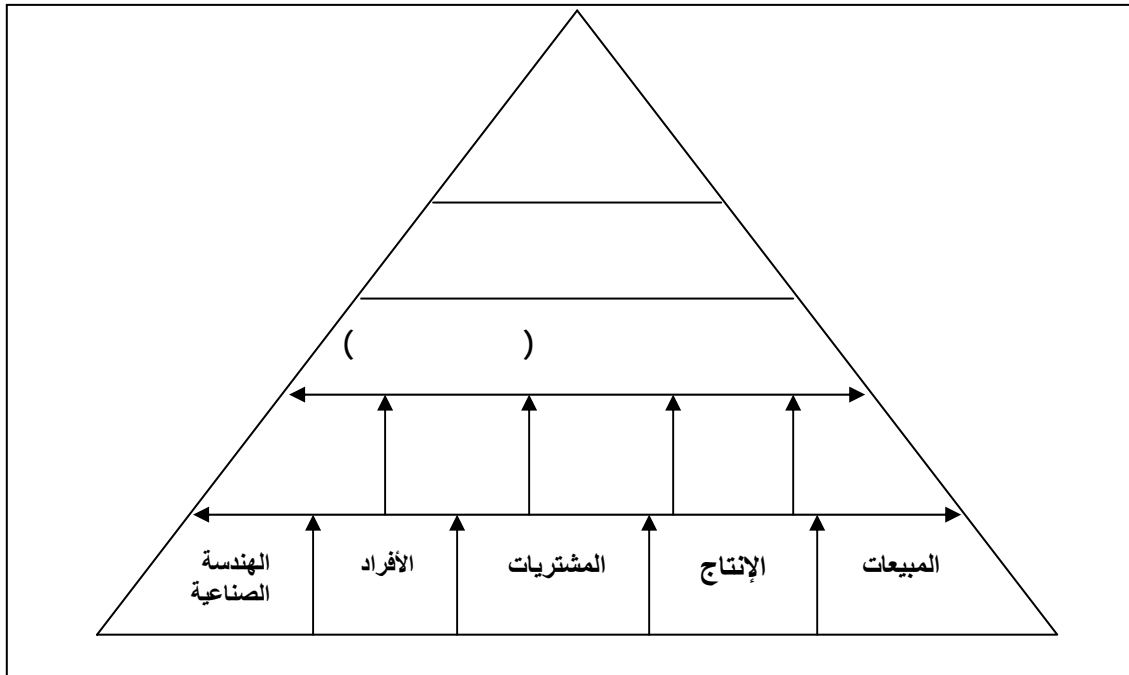 ( )
المبيعات
الإنتاج
المشتريات
الأفراد
الهندسة
الصناعية